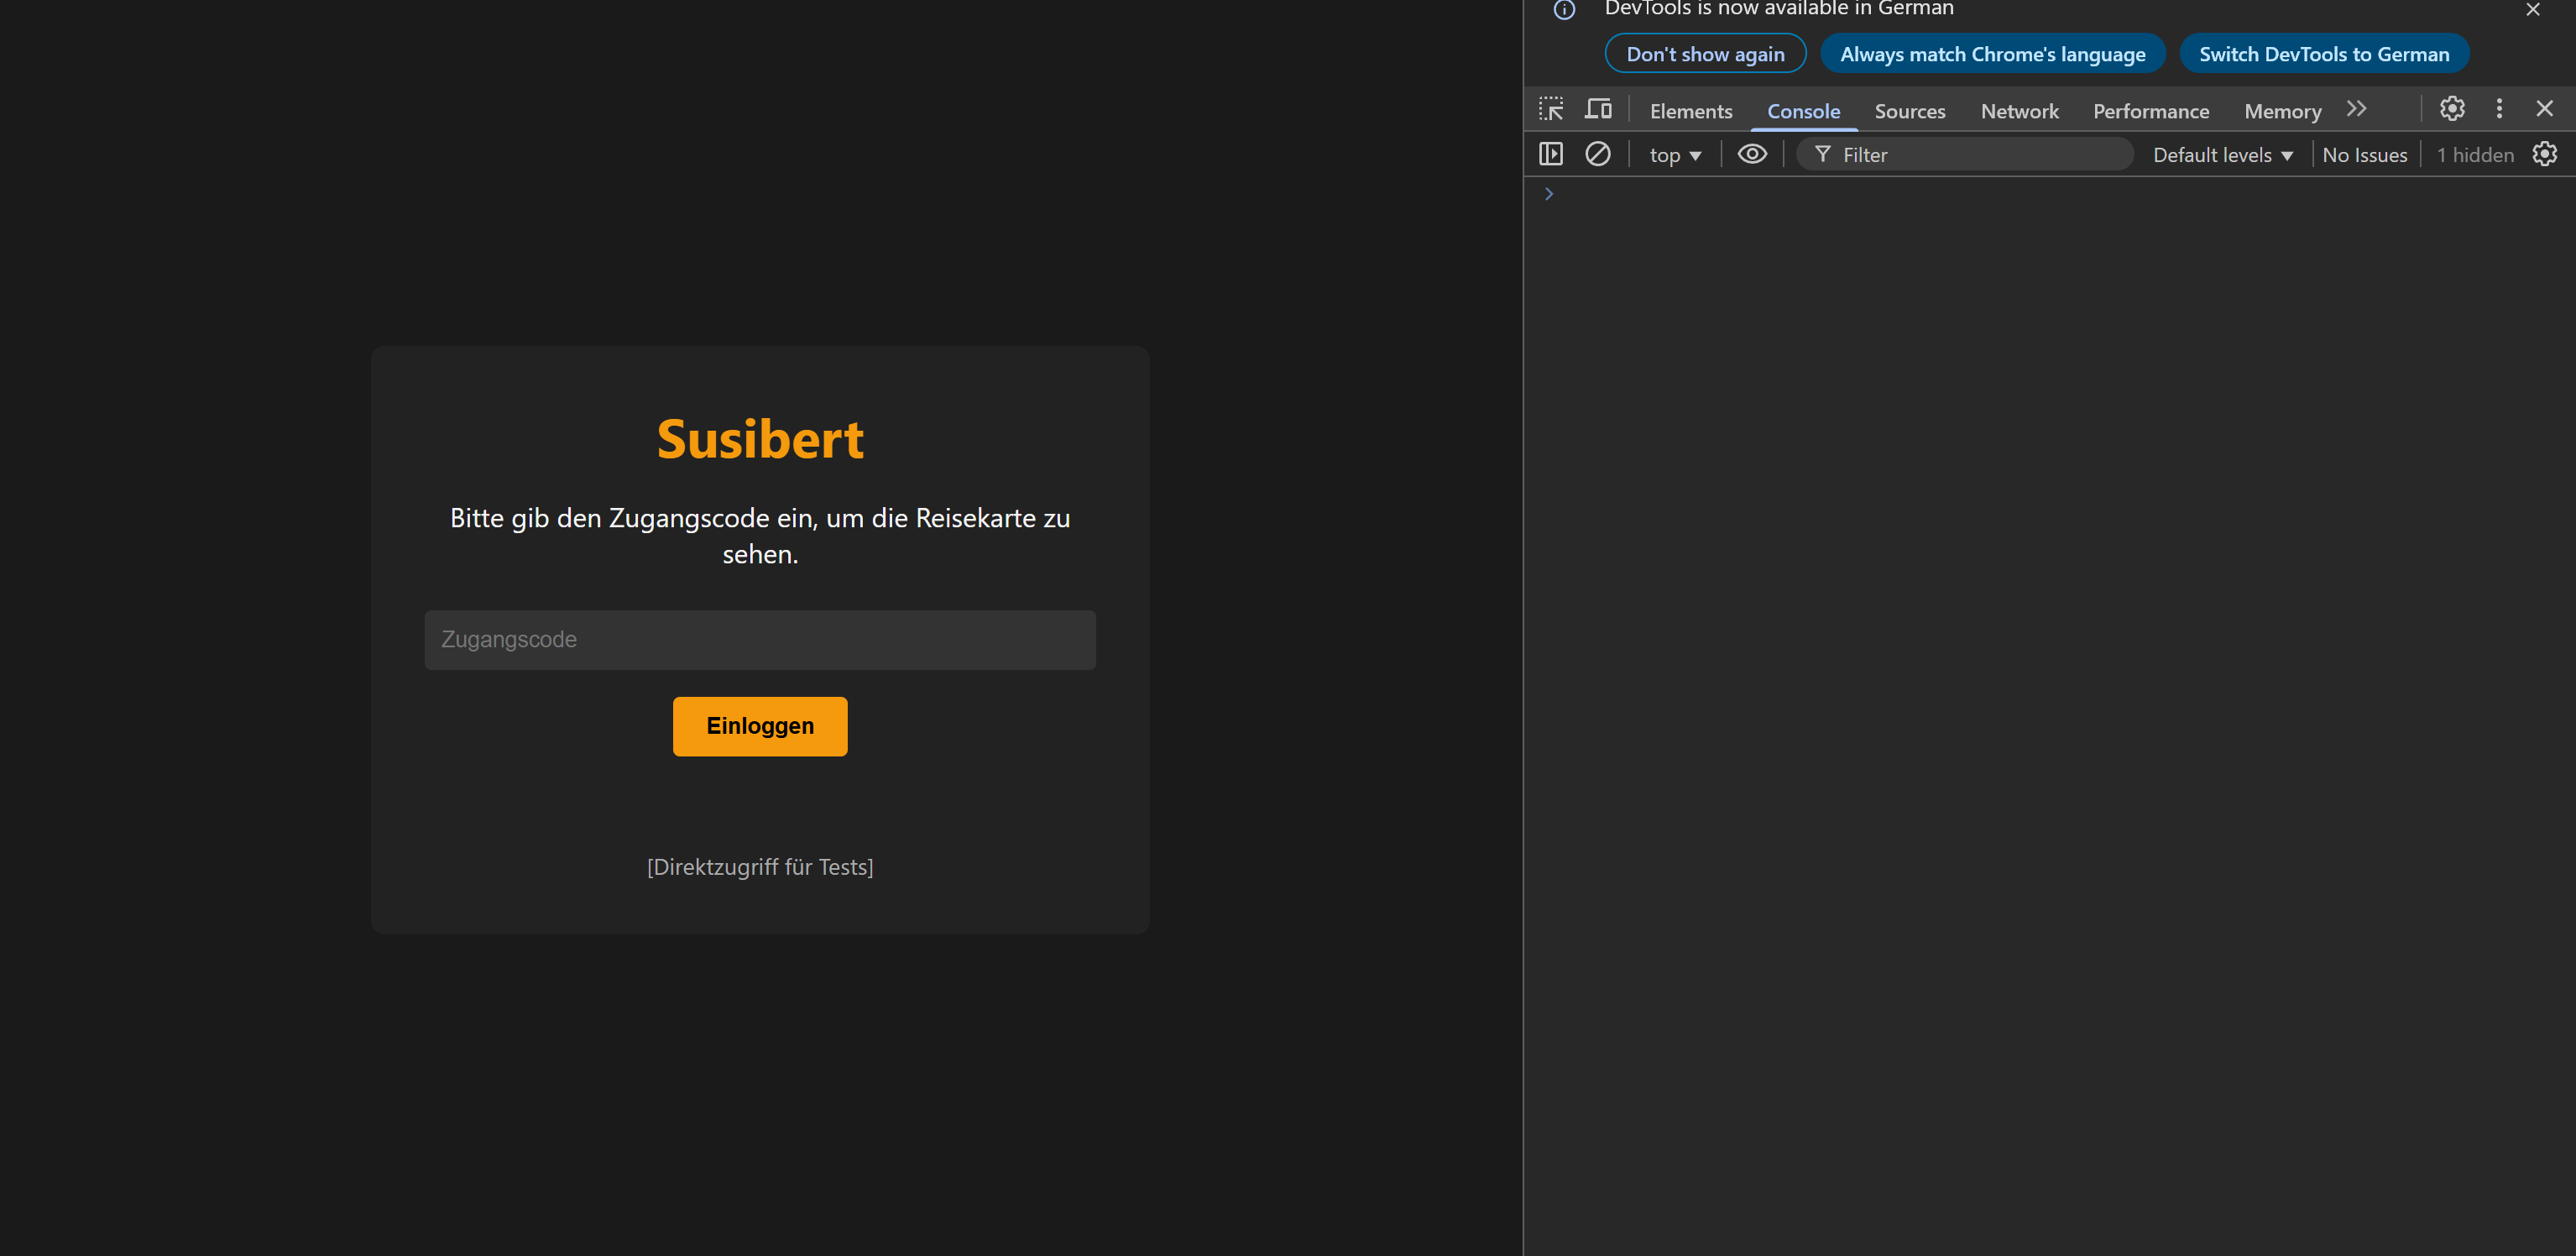 Susibert
Bitte gib den Zugangscode ein, um die Reisekarte zu
sehen.
Zugangscode
Einloggen
[Direktzugriff für Tests]
DevTools is now available in German
Don't show again
Always match Chrome's language
Switch DevTools to German
Elements Console Sources Network Performance Memory
top Filter Default levels No Issues 1 hidden